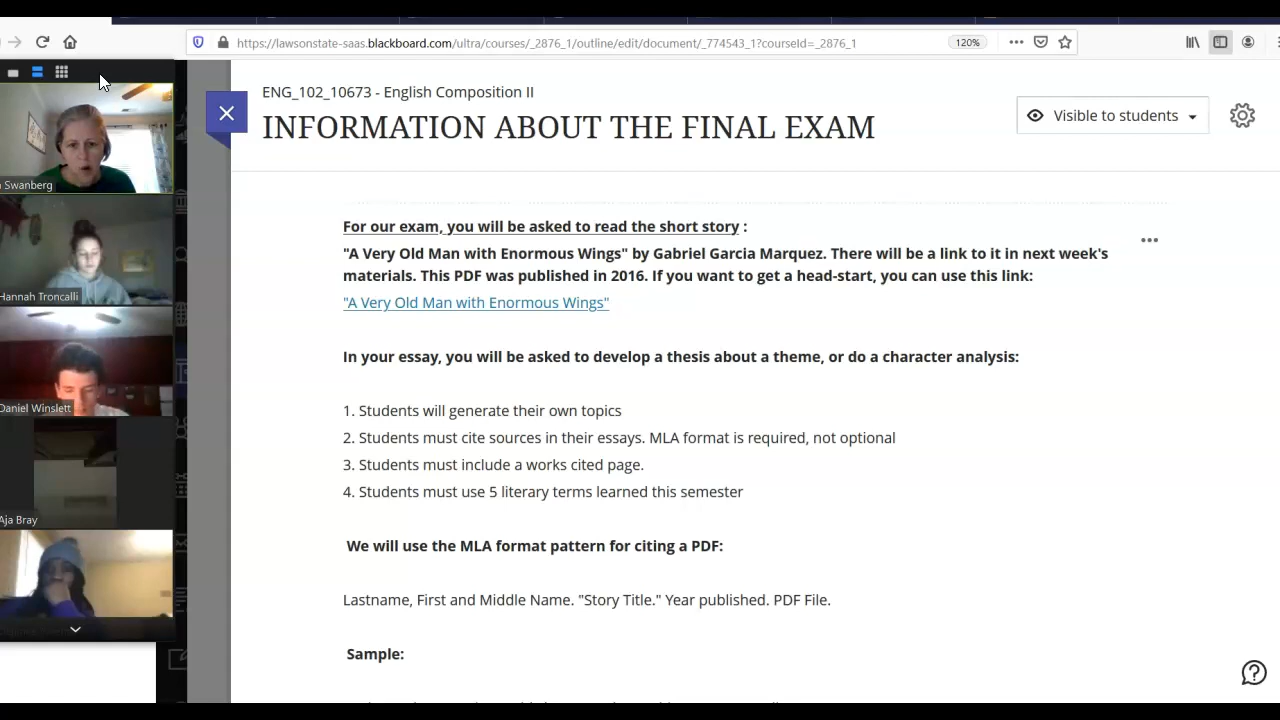 https://lawsonstate-saas.blackboard.com/ultra/courses/_2876_1/outline/edit/document/_774543_1?courseId=_2876_1
120%
ENG_102_10673 - English Composition II
INFORMATION ABOUT THE FINAL EXAM
Visible to students
Swanberg
Hannah Troncalli
Daniel Winslett
Aja Bray
For our exam, you will be asked to read the short story :
"A Very Old Man with Enormous Wings" by Gabriel Garcia Marquez. There will be a link to it in next week's
materials. This PDF was published in 2016. If you want to get a head-start, you can use this link:
"A Very Old Man with Enormous Wings"
In your essay, you will be asked to develop a thesis about a theme, or do a character analysis:
1. Students will generate their own topics
2. Students must cite sources in their essays. MLA format is required, not optional
3. Students must include a works cited page.
4. Students must use 5 literary terms learned this semester
We will use the MLA format pattern for citing a PDF:
Lastname, First and Middle Name. "Story Title." Year published. PDF File.
Sample: